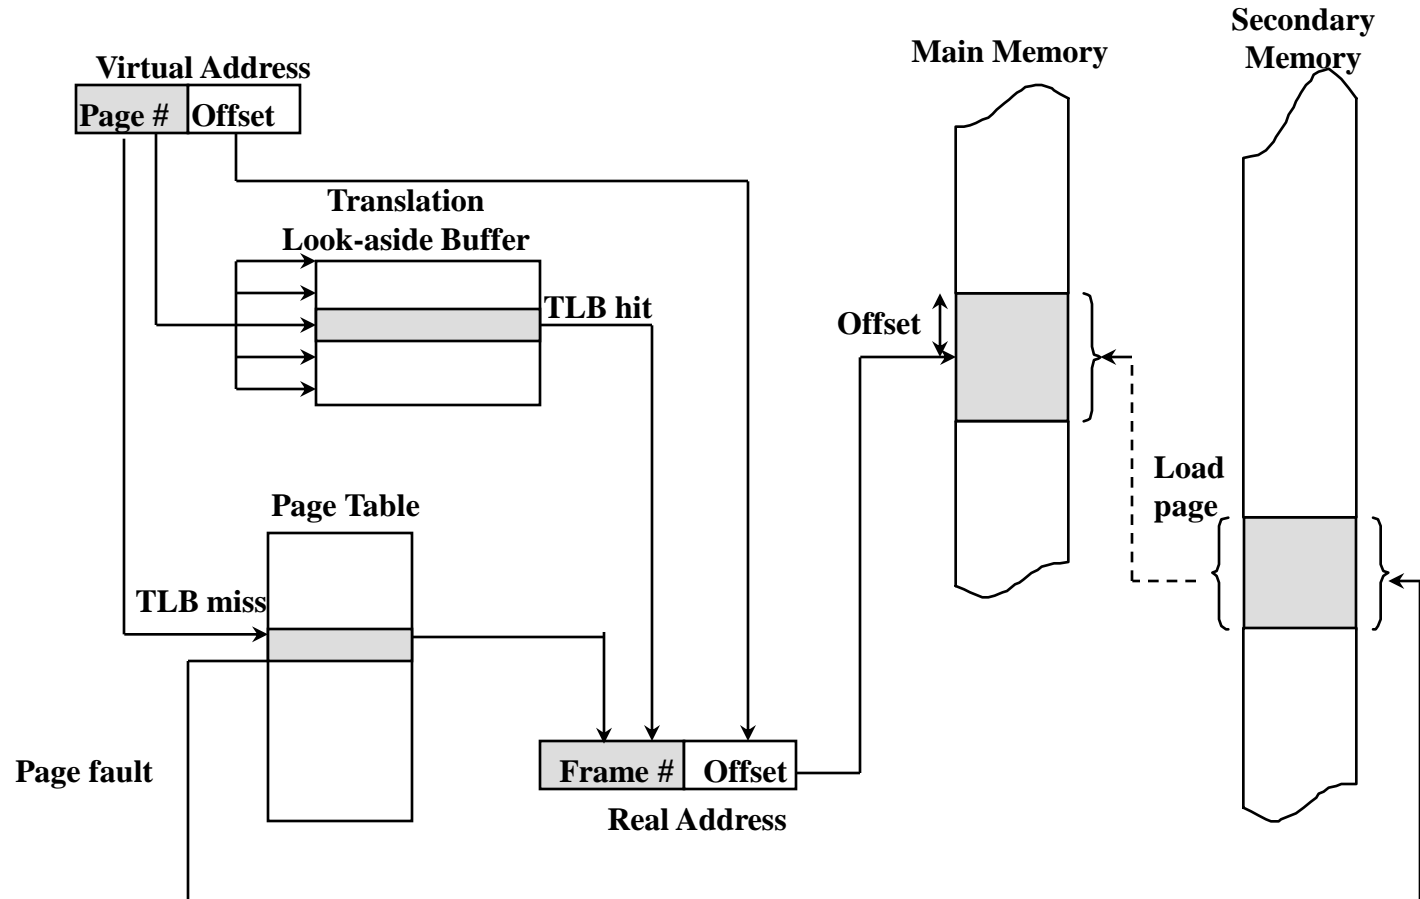 Secondary
Memory
Main Memory
Virtual Address
Page # Offset
Translation
Look-aside Buffer
TLB hit
Offset
Load
page
Page Table
TLB miss
Page fault
Frame # Offset
Real Address